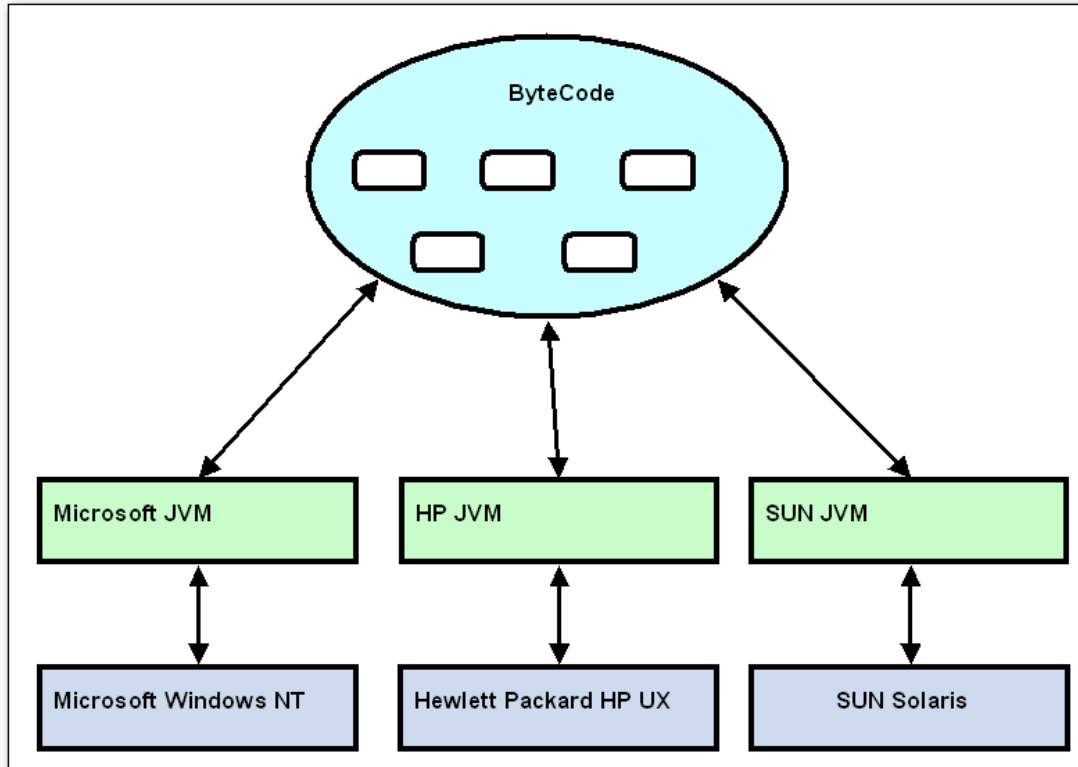 ByteCode
Microsoft JVM
HP JVM
SUN JVM
Microsoft Windows NT
Hewlett Packard HP UX
SUN Solaris